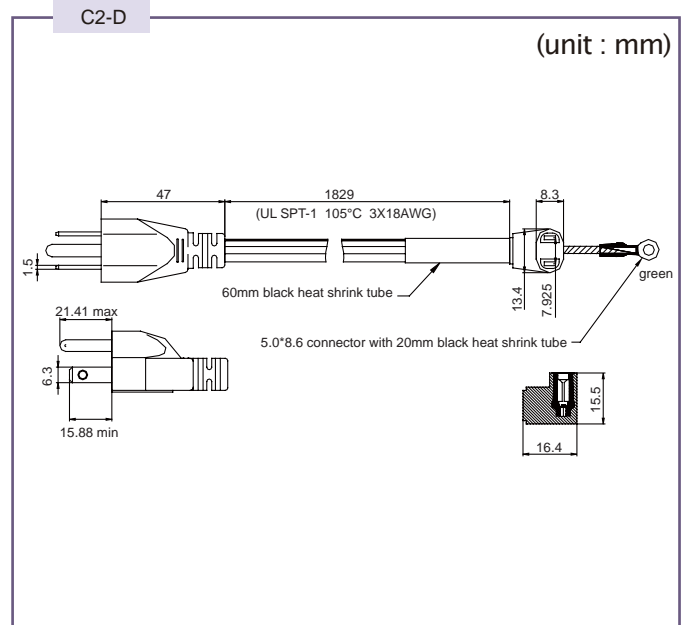 C2-D
(unit : mm)
47
1829
8.3
(UL SPT-1 105°C 3X18AWG)
1.5
green
60mm black heat shrink tube
13.4
7.925
21.41 max
5.0*8.6 connector with 20mm black heat shrink tube
6.3
15.5
15.88 min
16.4